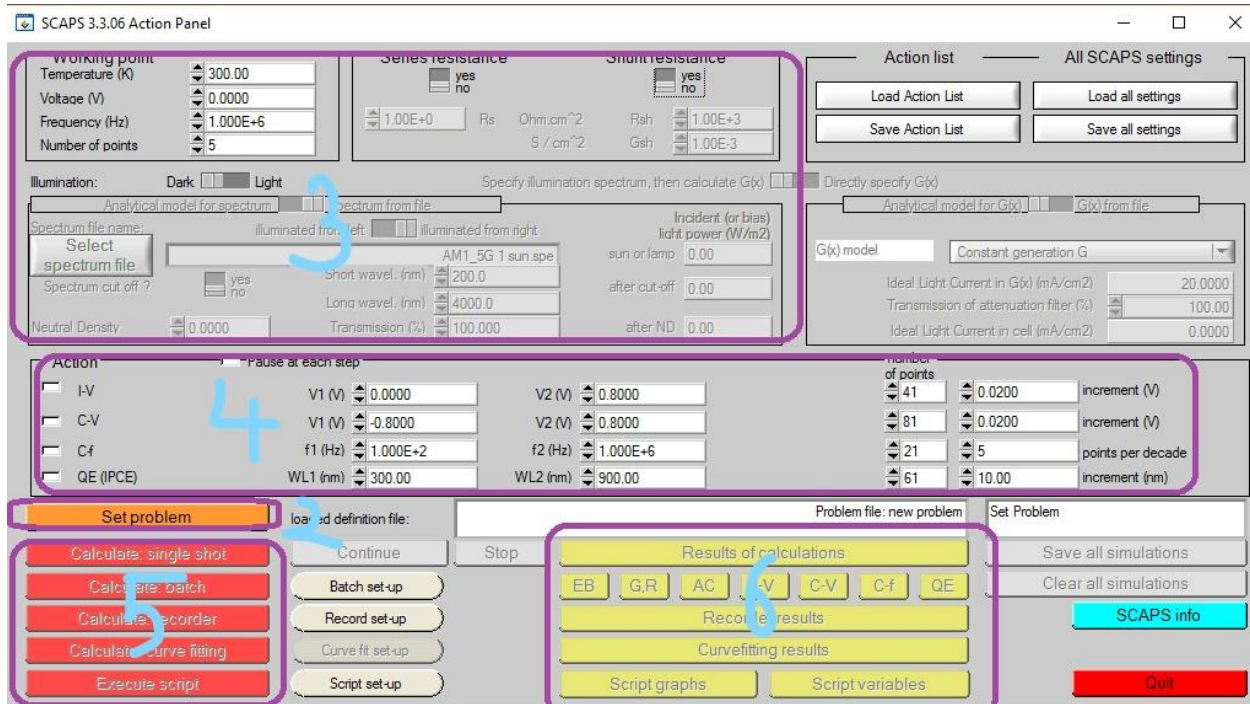 SCAPS 3.3.06 Action Panel
Working point
Temperature (K) 300.00
Voltage (V) 0.0000
Frequency (Hz) 1.000E+6
Number of points 5
Series resistance
yes
no
1.00E+0 Rs Ohm.cm^2
S / cm^2
Shunt resistance
yes
no
Rsh 1.00E+3
Gsh 1.00E-3
Action list
Load Action List
Save Action List
All SCAPS settings
Load all settings
Save all settings
Illumination: Dark Light
Specify illumination spectrum, then calculate G(x) Directly specify G(x)
Analytical model for spectrum Spectrum from file
Spectrum file name: illuminated from left illuminated from right
Select
spectrum file
AM1_5G 1 sun.spe
Spectrum cut off ? yes
no
Short wavel. (nm) 200.0
Long wavel. (nm) 4000.0
Neutral Density 0.0000 Transmission (%) 100.000
Incident (or bias)
light power (W/m2)
sun or lamp 0.00
after cut-off 0.00
after ND 0.00
3
Analytical model for G(x) G(x) from file
G(x) model Constant generation G
Ideal Light Current in G(x) (mA/cm2) 20.0000
Transmission of attenuation filter (%) 100.00
Ideal Light Current in cell (mA/cm2) 0.0000
Action Pause at each step number
of points
I-V V1 (V) 0.0000 V2 (V) 0.8000 41 0.0200 increment (V)
C-V V1 (V) -0.8000 V2 (V) 0.8000 81 0.0200 increment (V)
C-f f1 (Hz) 1.000E+2 f2 (Hz) 1.000E+6 21 5 points per decade
QE (IPCE) WL1 (nm) 300.00 WL2 (nm) 900.00 61 10.00 increment (nm)
4
Set problem loaded definition file: Problem file: new problem Set Problem
2
Calculate: single shot Continue Stop Results of calculations Save all simulations
Calculate: batch Batch set-up EB G,R AC I-V C-V C-f QE Clear all simulations
Calculate: recorder Record set-up Recorder results SCAPS info
Calculate: curve fitting Curve fit set-up Curvefitting results
Execute script Script set-up Script graphs Script variables Quit
5
6